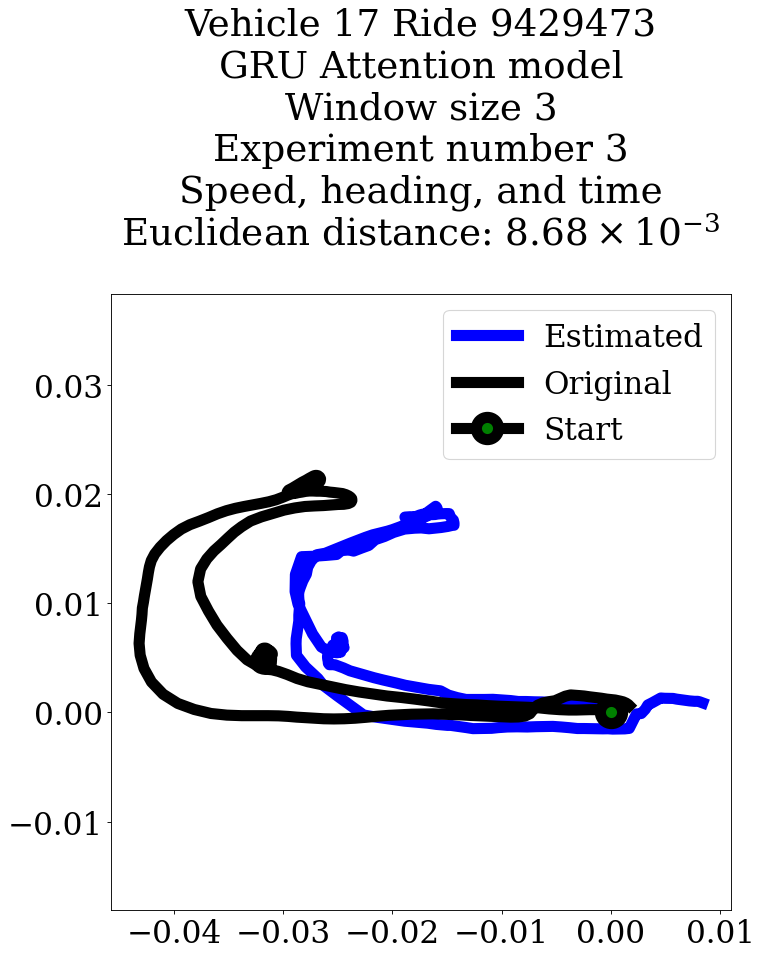 Vehicle 17 Ride 9429473
GRU Attention model
Window size 3
Experiment number 3
Speed, heading, and time
Euclidean distance: 8.68 × 10⁻³
Estimated
Original
Start
0.03
0.02
0.01
0.00
−0.01
−0.04 −0.03 −0.02 −0.01 0.00 0.01